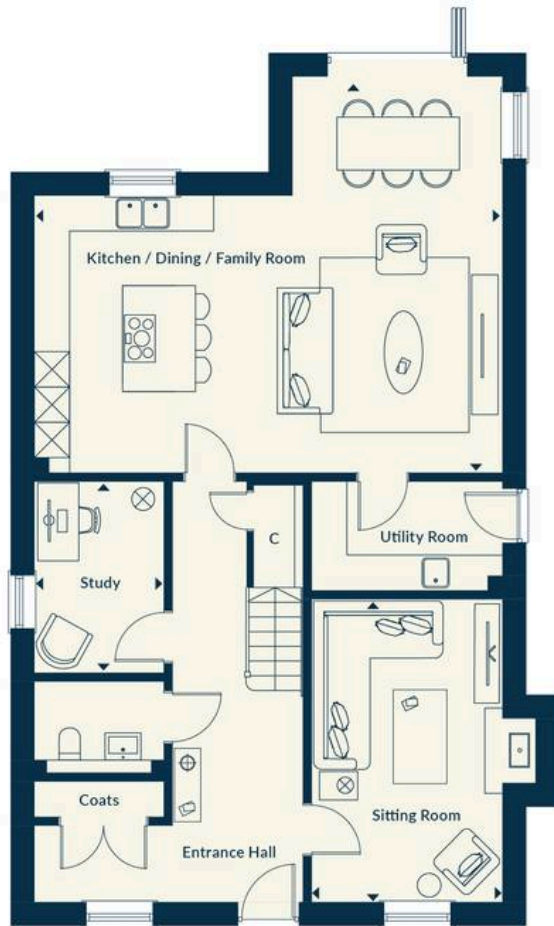 Kitchen / Dining / Family Room
C
Utility Room
Study
Coats
Sitting Room
Entrance Hall